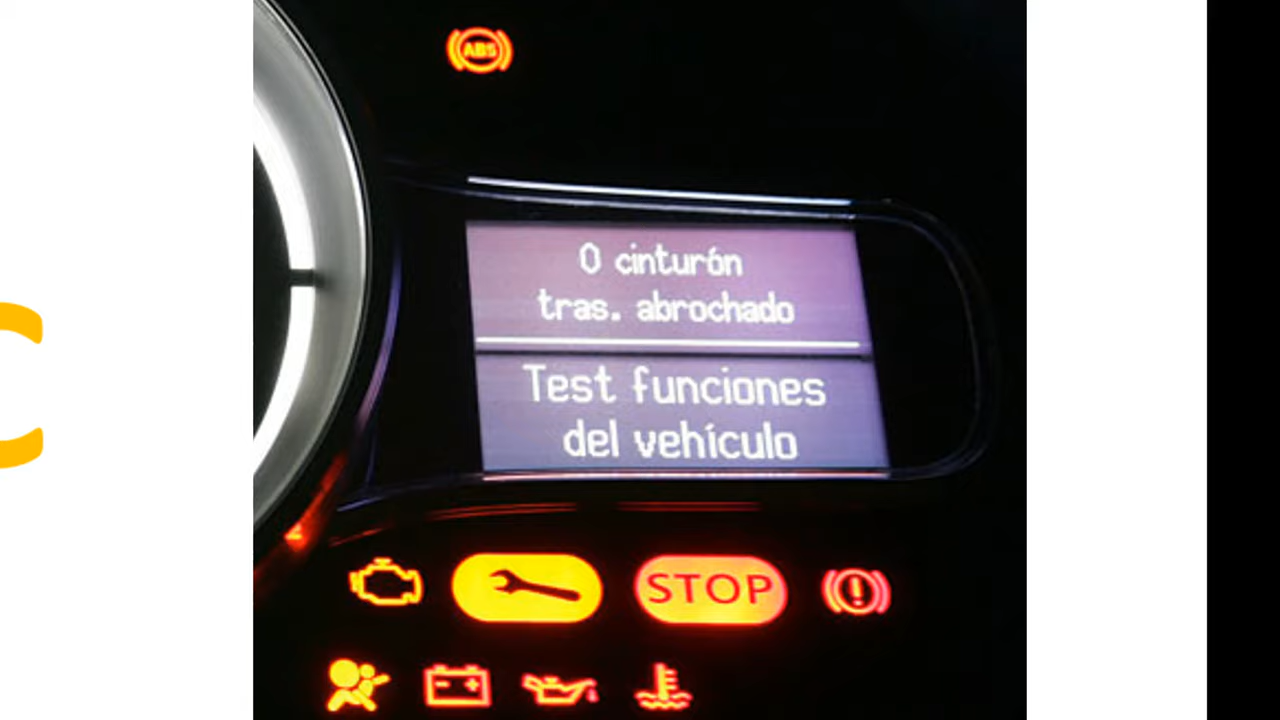 ABS
0 cinturón
tras. abrochado
Test funciones
del vehículo
STOP